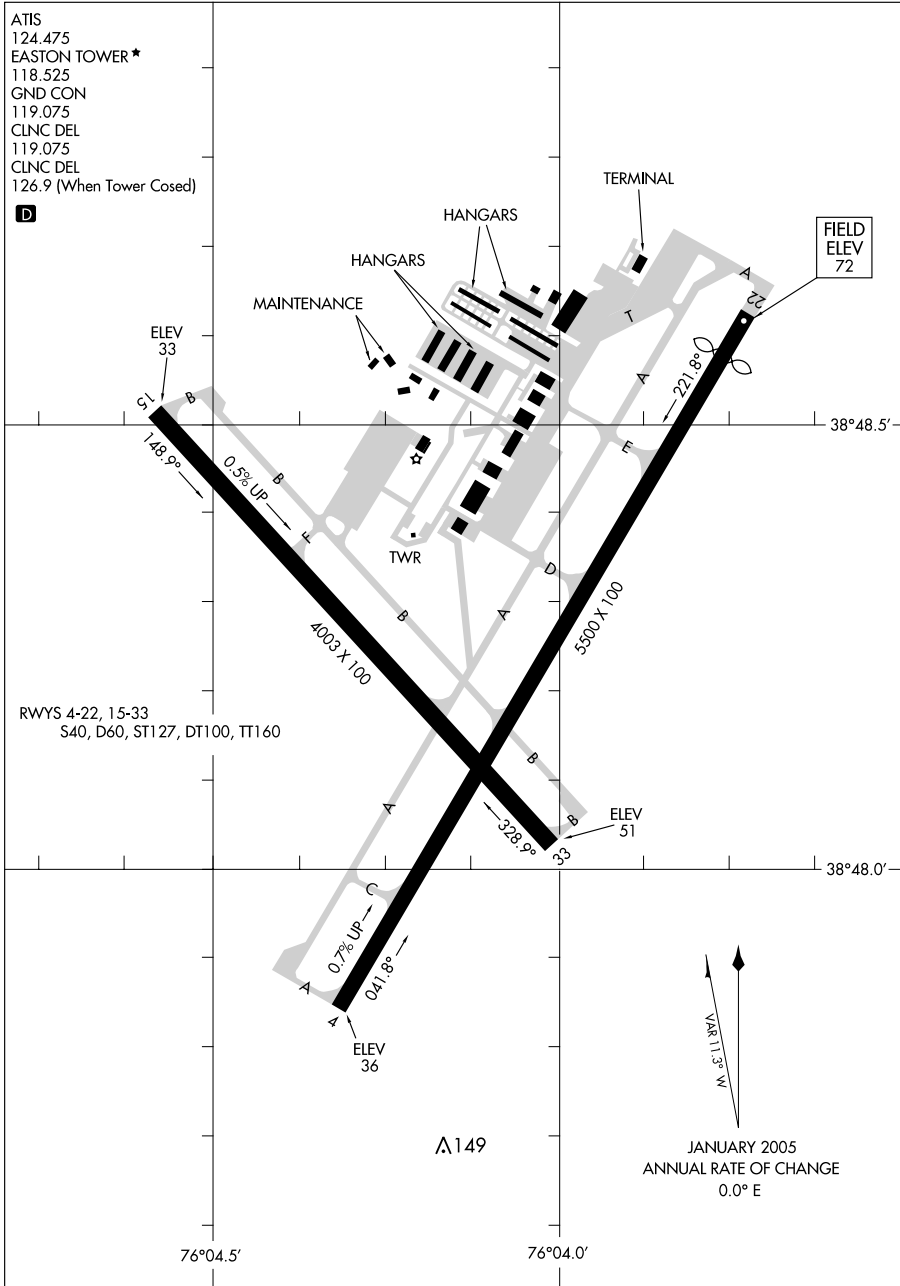 ATIS
124.475
EASTON TOWER★
118.525
GND CON
119.075
CLNC DEL
119.075
CLNC DEL
126.9 (When Tower Cosed)
D
TERMINAL
HANGARS
HANGARS
MAINTENANCE
FIELD
ELEV
72
A
22
T
ELEV
33
15
B
A
221.8°
38°48.5'
148.9°
0.5% UP
B
E
F
TWR
D
B
A
5500 X 100
4003 X 100
RWYS 4-22, 15-33
S40, D60, ST127, DT100, TT160
B
A
B
ELEV
51
328.9°
33
38°48.0'
C
0.7% UP
041.8°
A
4
ELEV
36
VAR 11.3° W
149
JANUARY 2005
ANNUAL RATE OF CHANGE
0.0° E
76°04.5'
76°04.0'